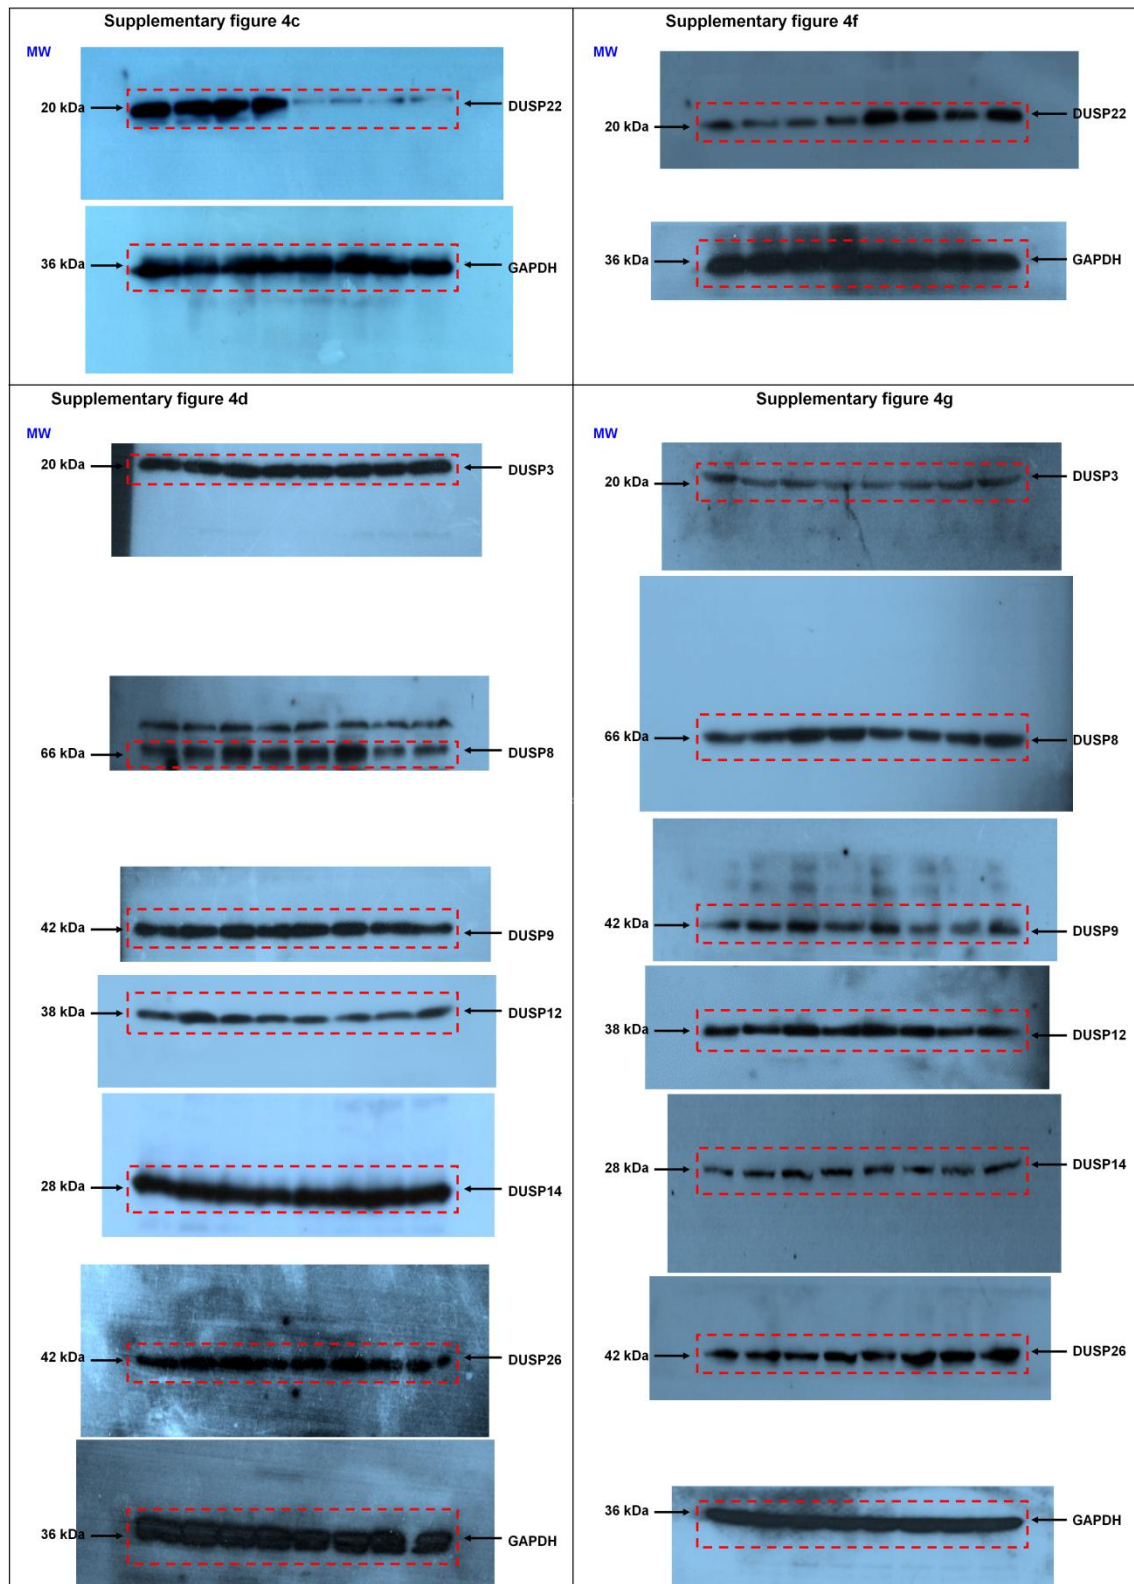 Supplementary figure 4c
MW
20 kDa
DUSP22
36 kDa
GAPDH
Supplementary figure 4f
MW
20 kDa
DUSP22
36 kDa
GAPDH
Supplementary figure 4d
MW
20 kDa
DUSP3
66 kDa
DUSP8
42 kDa
DUSP9
38 kDa
DUSP12
28 kDa
DUSP14
42 kDa
DUSP26
36 kDa
GAPDH
Supplementary figure 4g
MW
20 kDa
DUSP3
66 kDa
DUSP8
42 kDa
DUSP9
38 kDa
DUSP12
28 kDa
DUSP14
42 kDa
DUSP26
36 kDa
GAPDH